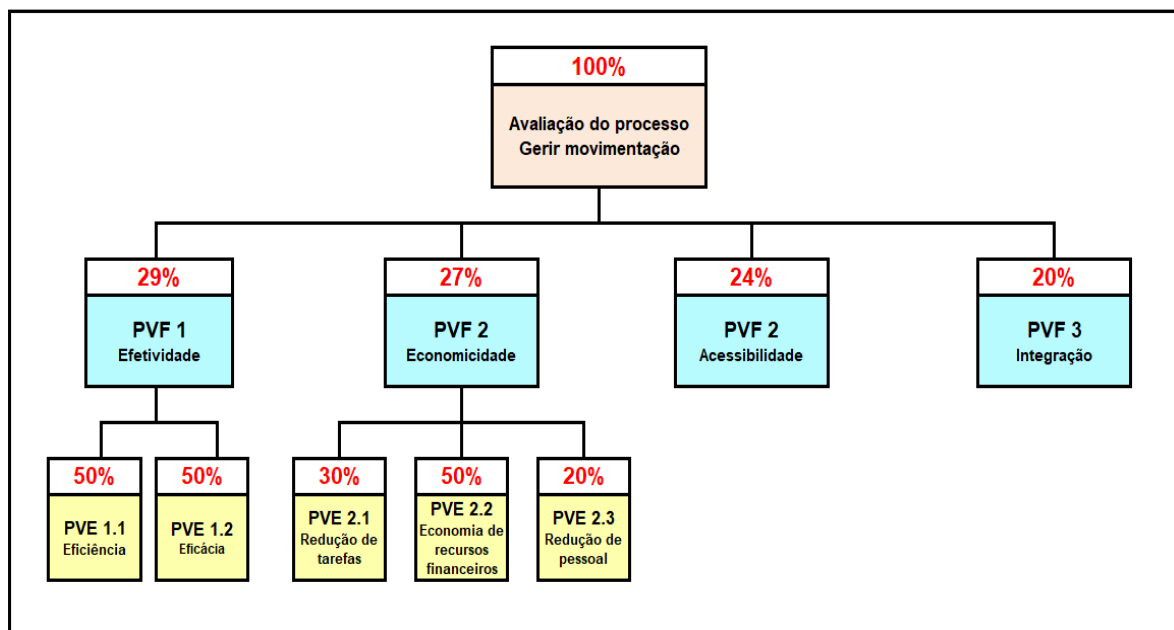 100%
Avaliação do processo
Gerir movimentação
29%
PVF 1
Efetividade
27%
PVF 2
Economicidade
24%
PVF 2
Acessibilidade
20%
PVF 3
Integração
50%
PVE 1.1
Eficiência
50%
PVE 1.2
Eficácia
30%
PVE 2.1
Redução de
tarefas
50%
PVE 2.2
Economia de
recursos
financeiros
20%
PVE 2.3
Redução de
pessoal